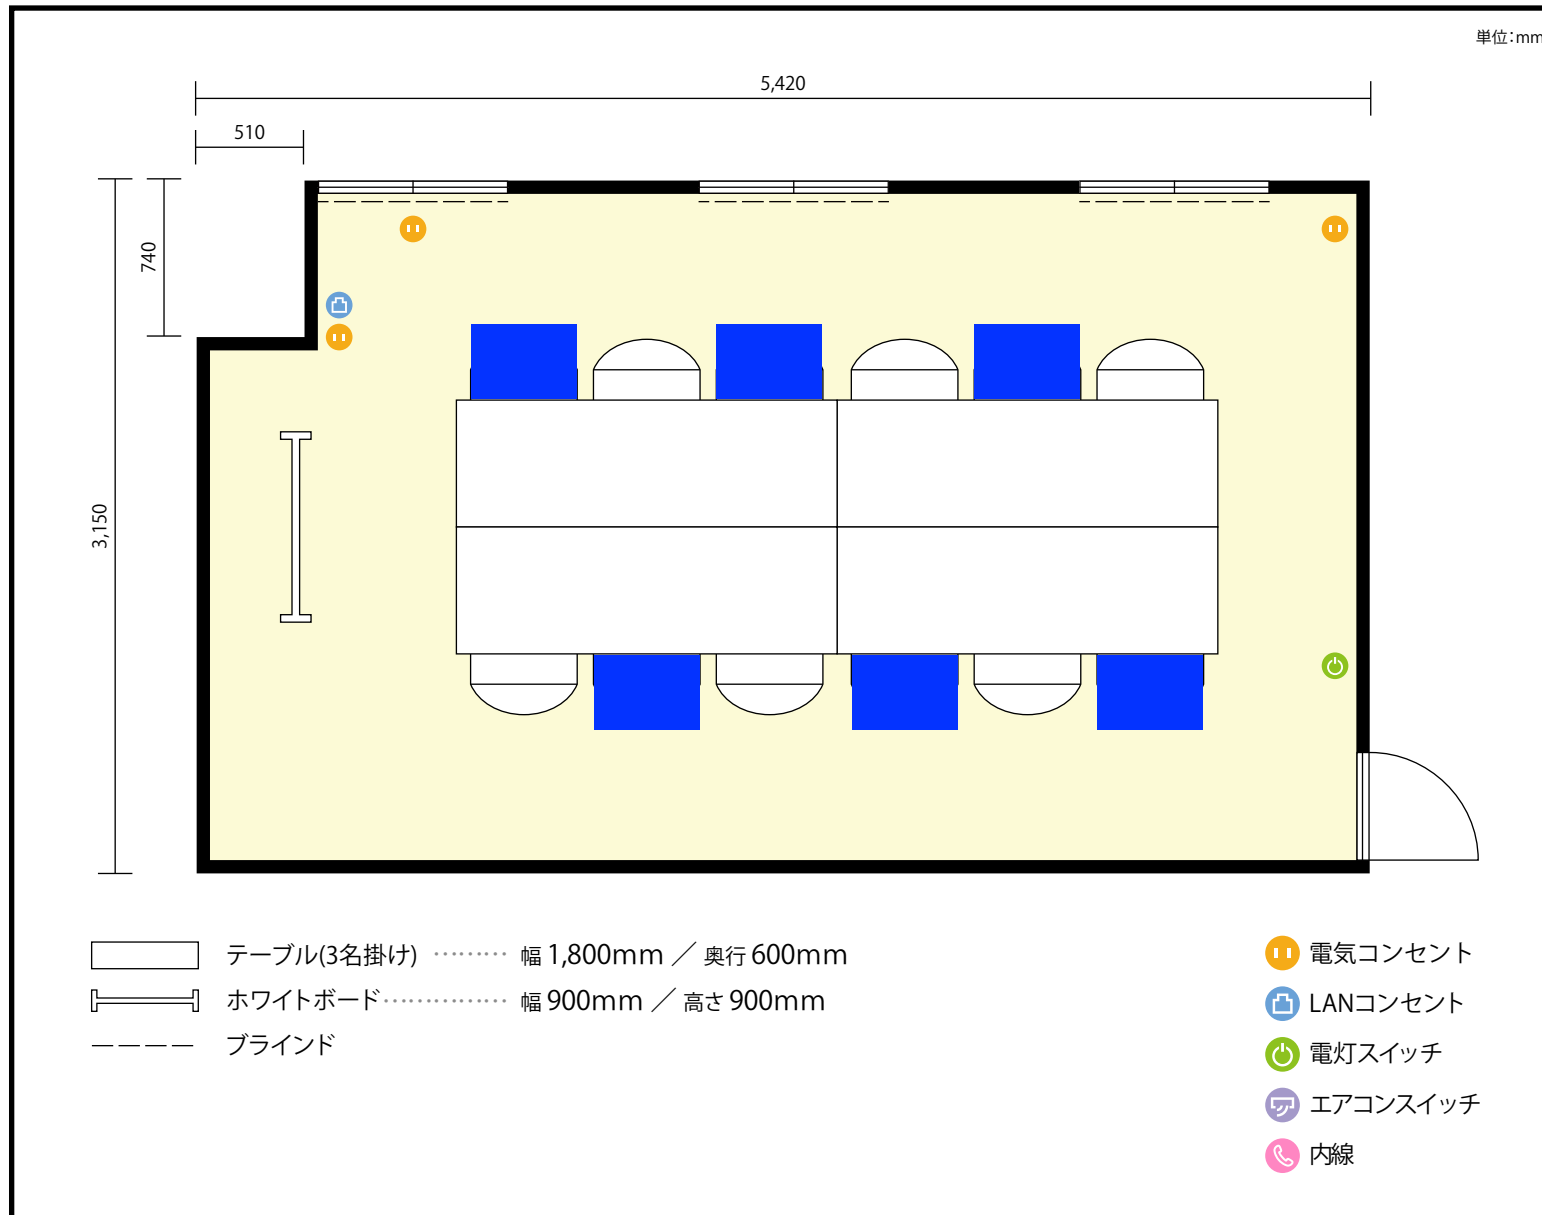 単位:mm
5,420
510
740
3,150
テーブル(3名掛け) ……… 幅 1,800mm ／ 奥行 600mm
ホワイトボード…………… 幅 900mm ／ 高さ 900mm
ブラインド
電気コンセント
LANコンセント
電灯スイッチ
エアコンスイッチ
内線